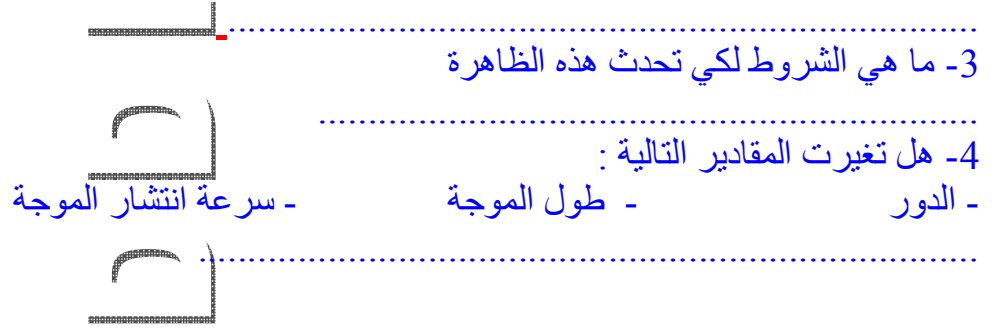 ..............................................................................
3- ما هي الشروط لكي تحدث هذه الظاهرة
....................................................................
4- هل تغيرت المقادير التالية :
- الدور - طول الموجة - سرعة انتشار الموجة
................................................................................